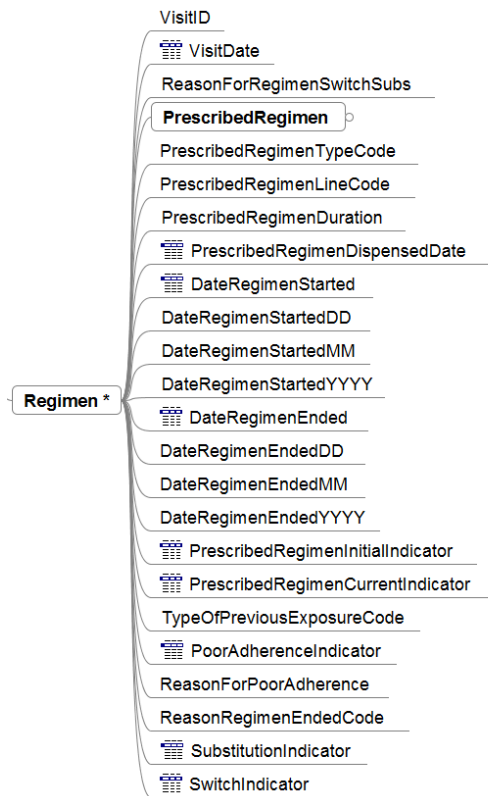 VisitID
VisitDate
ReasonForRegimenSwitchSubs
PrescribedRegimen
PrescribedRegimenTypeCode
PrescribedRegimenLineCode
PrescribedRegimenDuration
PrescribedRegimenDispensedDate
DateRegimenStarted
DateRegimenStartedDD
DateRegimenStartedMM
DateRegimenStartedYYYY
Regimen *
DateRegimenEnded
DateRegimenEndedDD
DateRegimenEndedMM
DateRegimenEndedYYYY
PrescribedRegimenInitialIndicator
PrescribedRegimenCurrentIndicator
TypeOfPreviousExposureCode
PoorAdherenceIndicator
ReasonForPoorAdherence
ReasonRegimenEndedCode
SubstitutionIndicator
SwitchIndicator